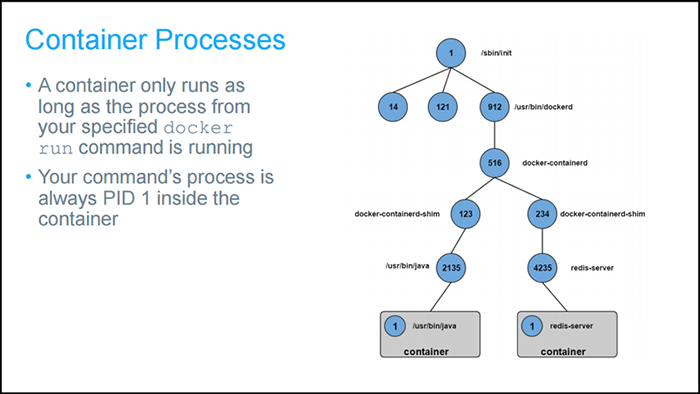 Container Processes
• A container only runs as
long as the process from
your specified docker
run command is running
• Your command's process is
always PID 1 inside the
container
1 /sbin/init
14 121 912 /usr/bin/dockerd
516 docker-containerd
docker-containerd-shim 123 234 docker-containerd-shim
/usr/bin/java 2135 4235 redis-server
1 /usr/bin/java 1 redis-server
container container